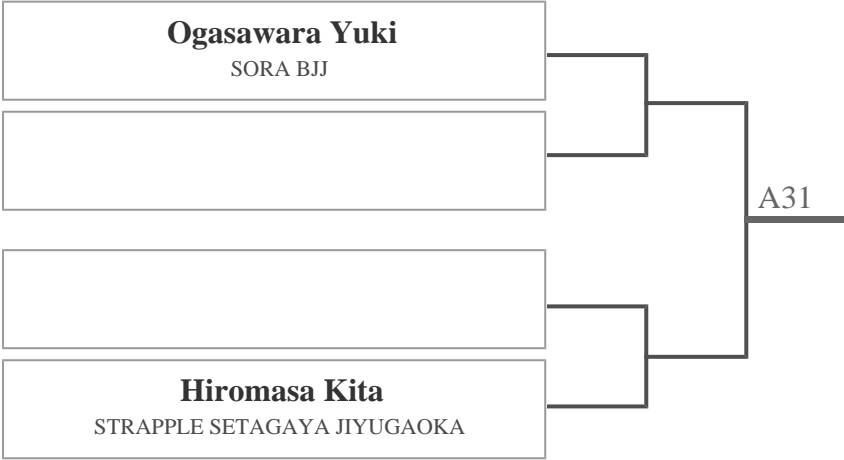 Ogasawara Yuki
SORA BJJ
A31
Hiromasa Kita
STRAPPLE SETAGAYA JIYUGAOKA